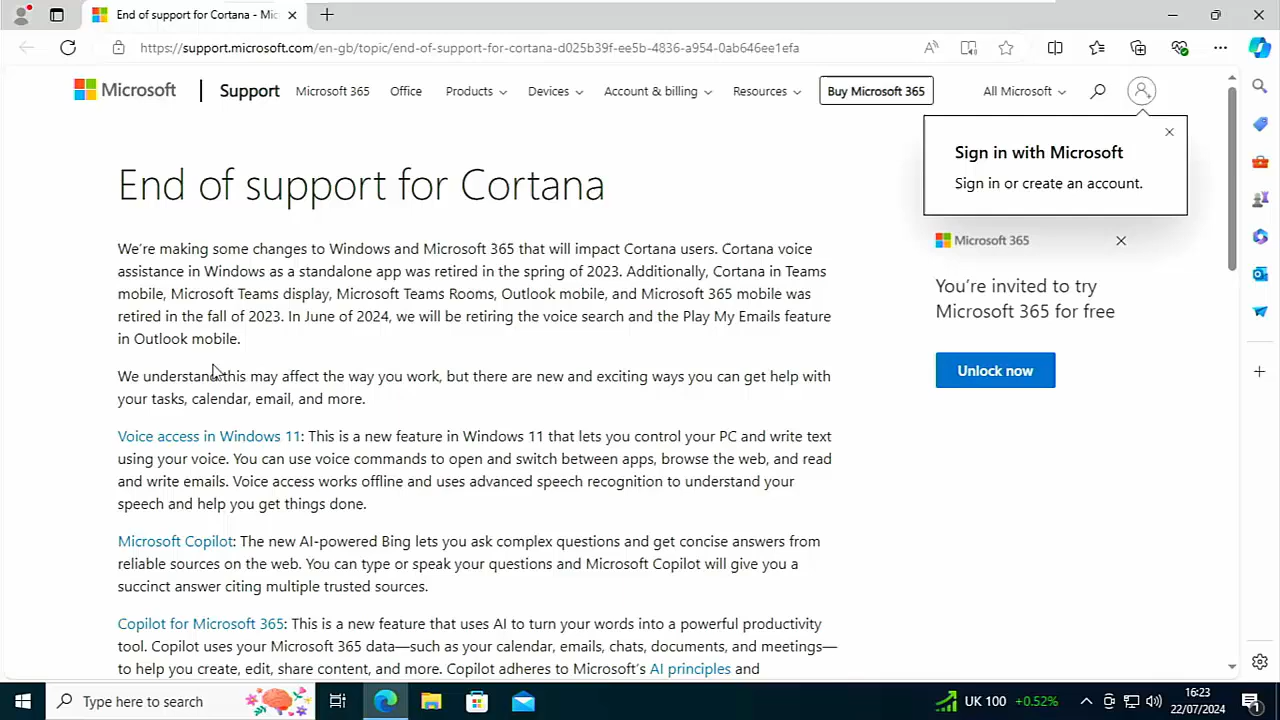 End of support for Cortana - Mic
https://support.microsoft.com/en-gb/topic/end-of-support-for-cortana-d025b39f-ee5b-4836-a954-0ab646ee1efa
Microsoft
Support
Microsoft 365
Office
Products
Devices
Account & billing
Resources
Buy Microsoft 365
All Microsoft
Sign in with Microsoft
Sign in or create an account.
End of support for Cortana
We're making some changes to Windows and Microsoft 365 that will impact Cortana users. Cortana voice
assistance in Windows as a standalone app was retired in the spring of 2023. Additionally, Cortana in Teams
mobile, Microsoft Teams display, Microsoft Teams Rooms, Outlook mobile, and Microsoft 365 mobile was
retired in the fall of 2023. In June of 2024, we will be retiring the voice search and the Play My Emails feature
in Outlook mobile.
We understand this may affect the way you work, but there are new and exciting ways you can get help with
your tasks, calendar, email, and more.
Voice access in Windows 11: This is a new feature in Windows 11 that lets you control your PC and write text
using your voice. You can use voice commands to open and switch between apps, browse the web, and read
and write emails. Voice access works offline and uses advanced speech recognition to understand your
speech and help you get things done.
Microsoft Copilot: The new AI-powered Bing lets you ask complex questions and get concise answers from
reliable sources on the web. You can type or speak your questions and Microsoft Copilot will give you a
succinct answer citing multiple trusted sources.
Copilot for Microsoft 365: This is a new feature that uses AI to turn your words into a powerful productivity
tool. Copilot uses your Microsoft 365 data—such as your calendar, emails, chats, documents, and meetings—
to help you create, edit, share content, and more. Copilot adheres to Microsoft's AI principles and
Microsoft 365
You're invited to try
Microsoft 365 for free
Unlock now
Type here to search
UK 100 +0.52%
16:23
22/07/2024
1